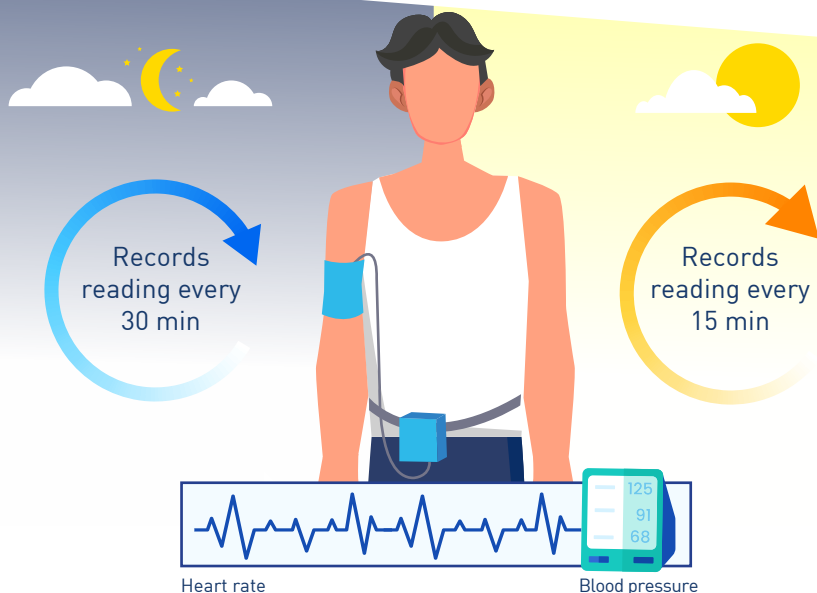 Records
reading every
30 min
Records
reading every
15 min
125
91
68
Heart rate
Blood pressure